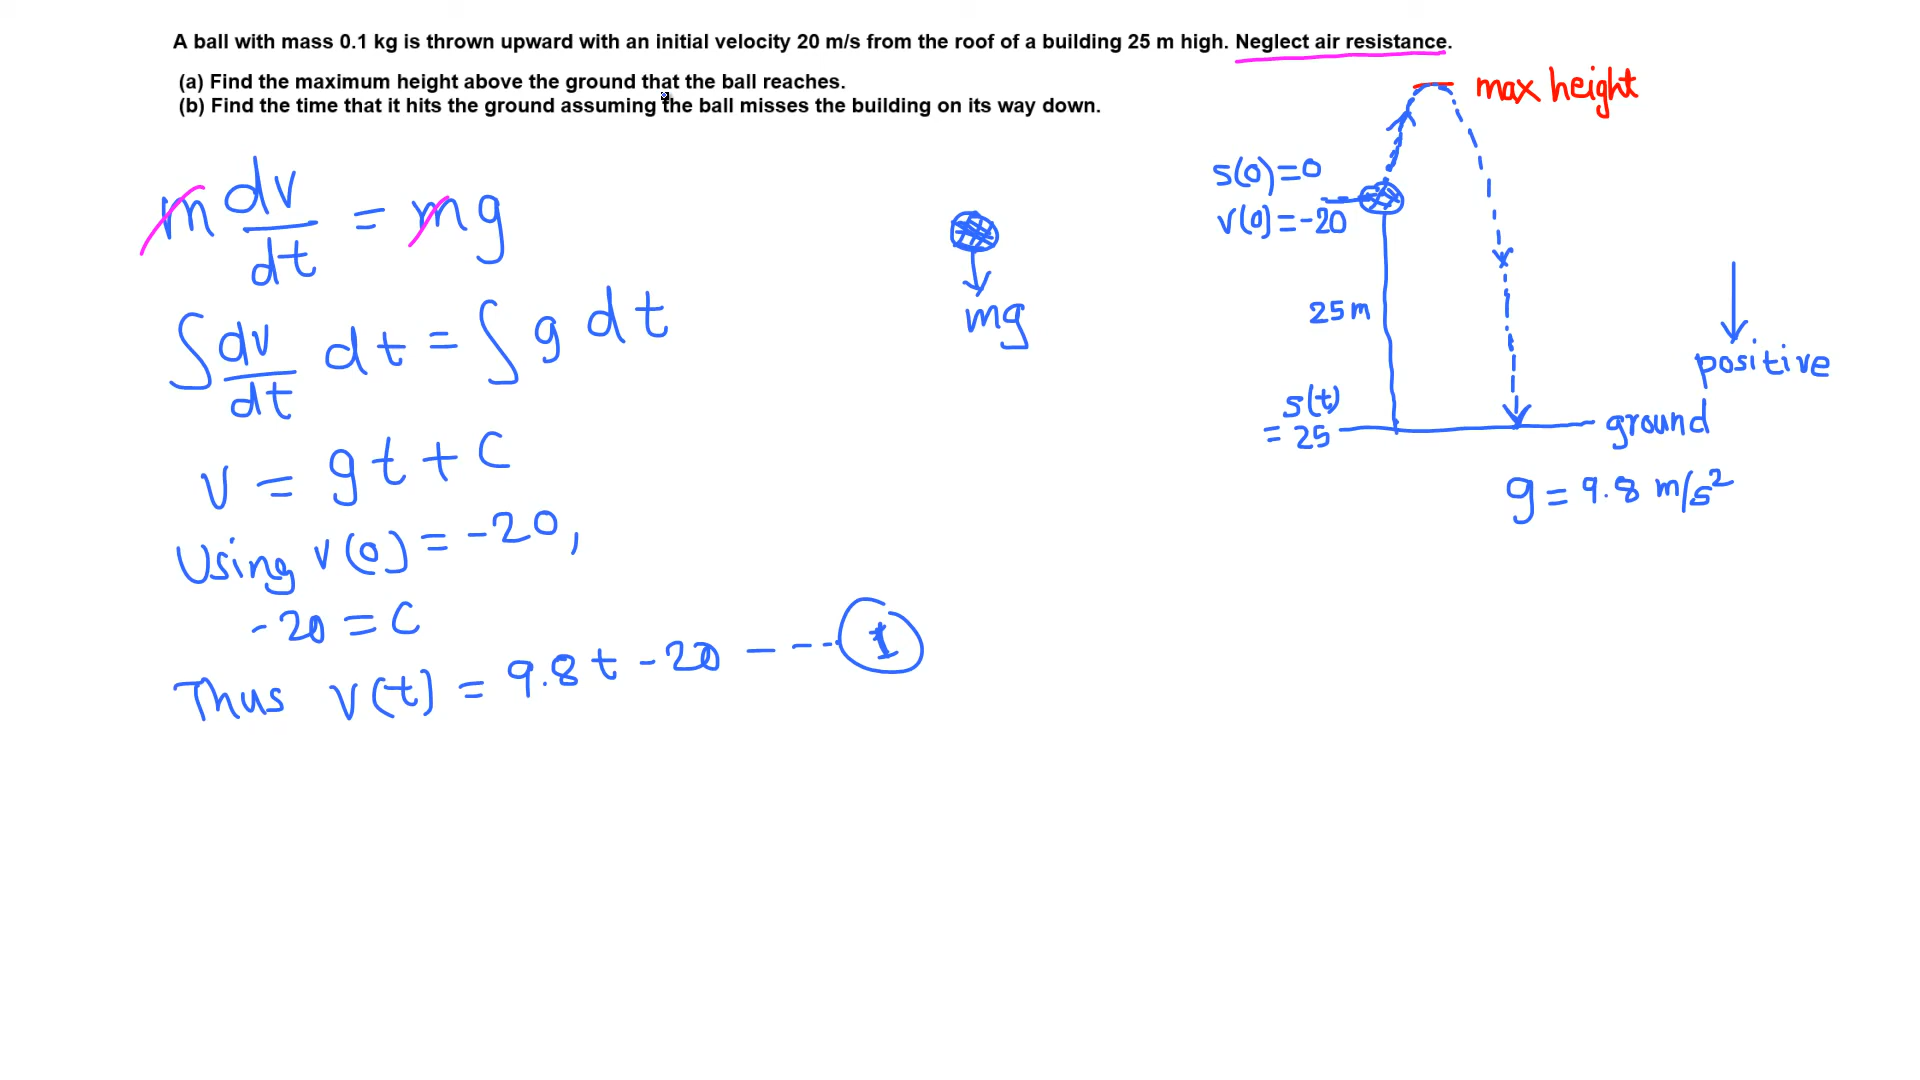 A ball with mass 0.1 kg is thrown upward with an initial velocity 20 m/s from the roof of a building 25 m high. Neglect air resistance.
(a) Find the maximum height above the ground that the ball reaches.
(b) Find the time that it hits the ground assuming the ball misses the building on its way down.
m dv/dt = mg
∫ dv/dt dt = ∫ g dt
v = gt + c
Using v(0) = -20,
-20 = c
Thus v(t) = 9.8t - 20 ---- 1
mg
max height
s(0)=0
v(0)=-20
25m
s(t)
= 25
ground
positive
g = 9.8 m/s²